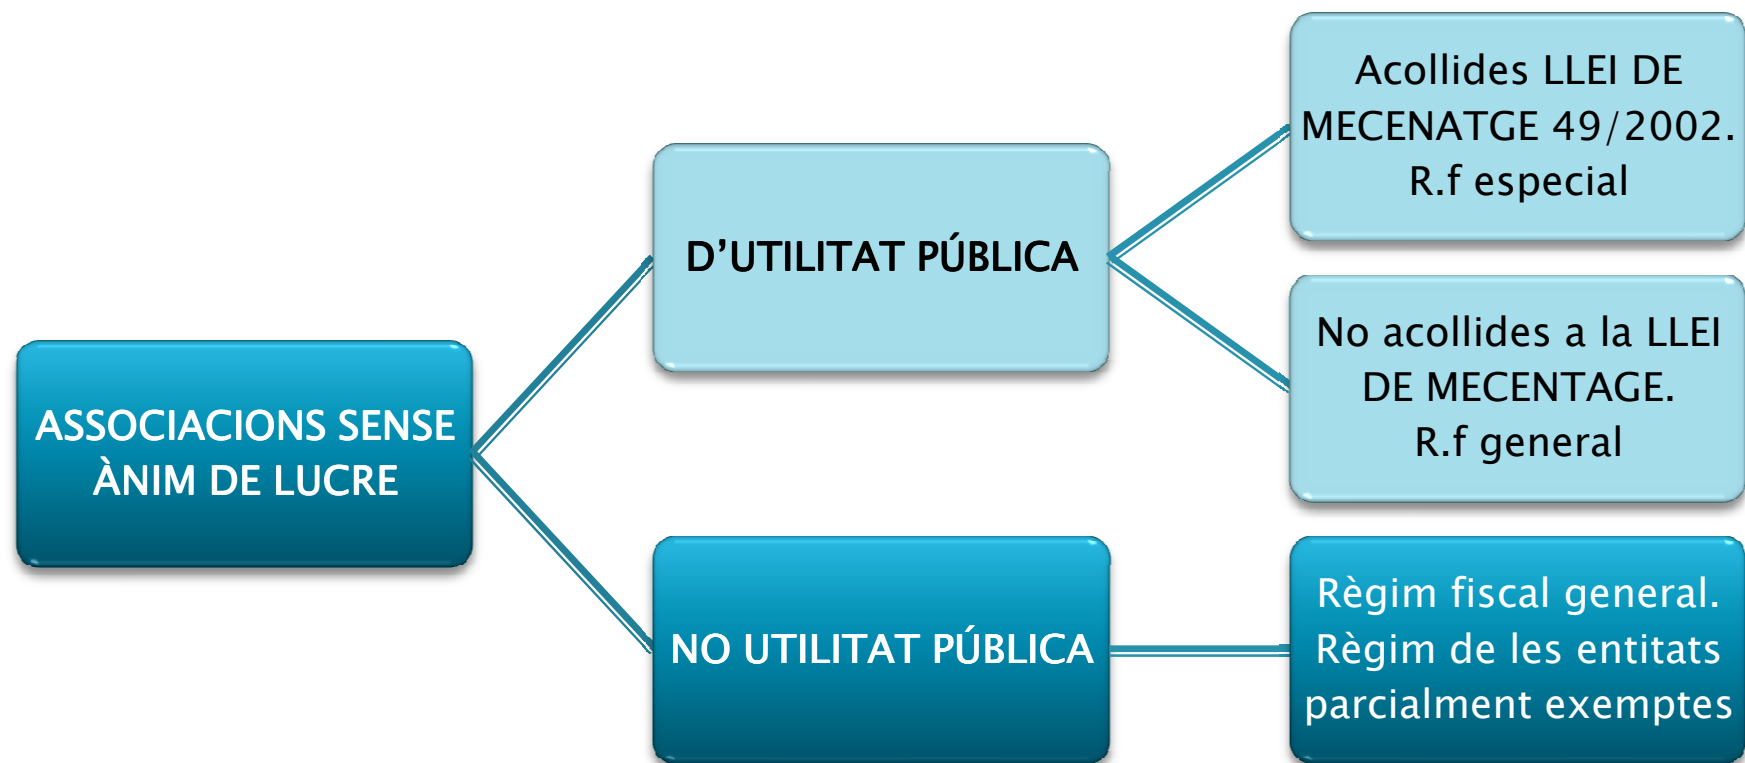 ASSOCIACIONS SENSE
ÀNIM DE LUCRE
D’UTILITAT PÚBLICA
Acollides LLEI DE
MECENATGE 49/2002.
R.f especial
No acollides a la LLEI
DE MECENTAGE.
R.f general
NO UTILITAT PÚBLICA
Règim fiscal general.
Règim de les entitats
parcialment exemptes